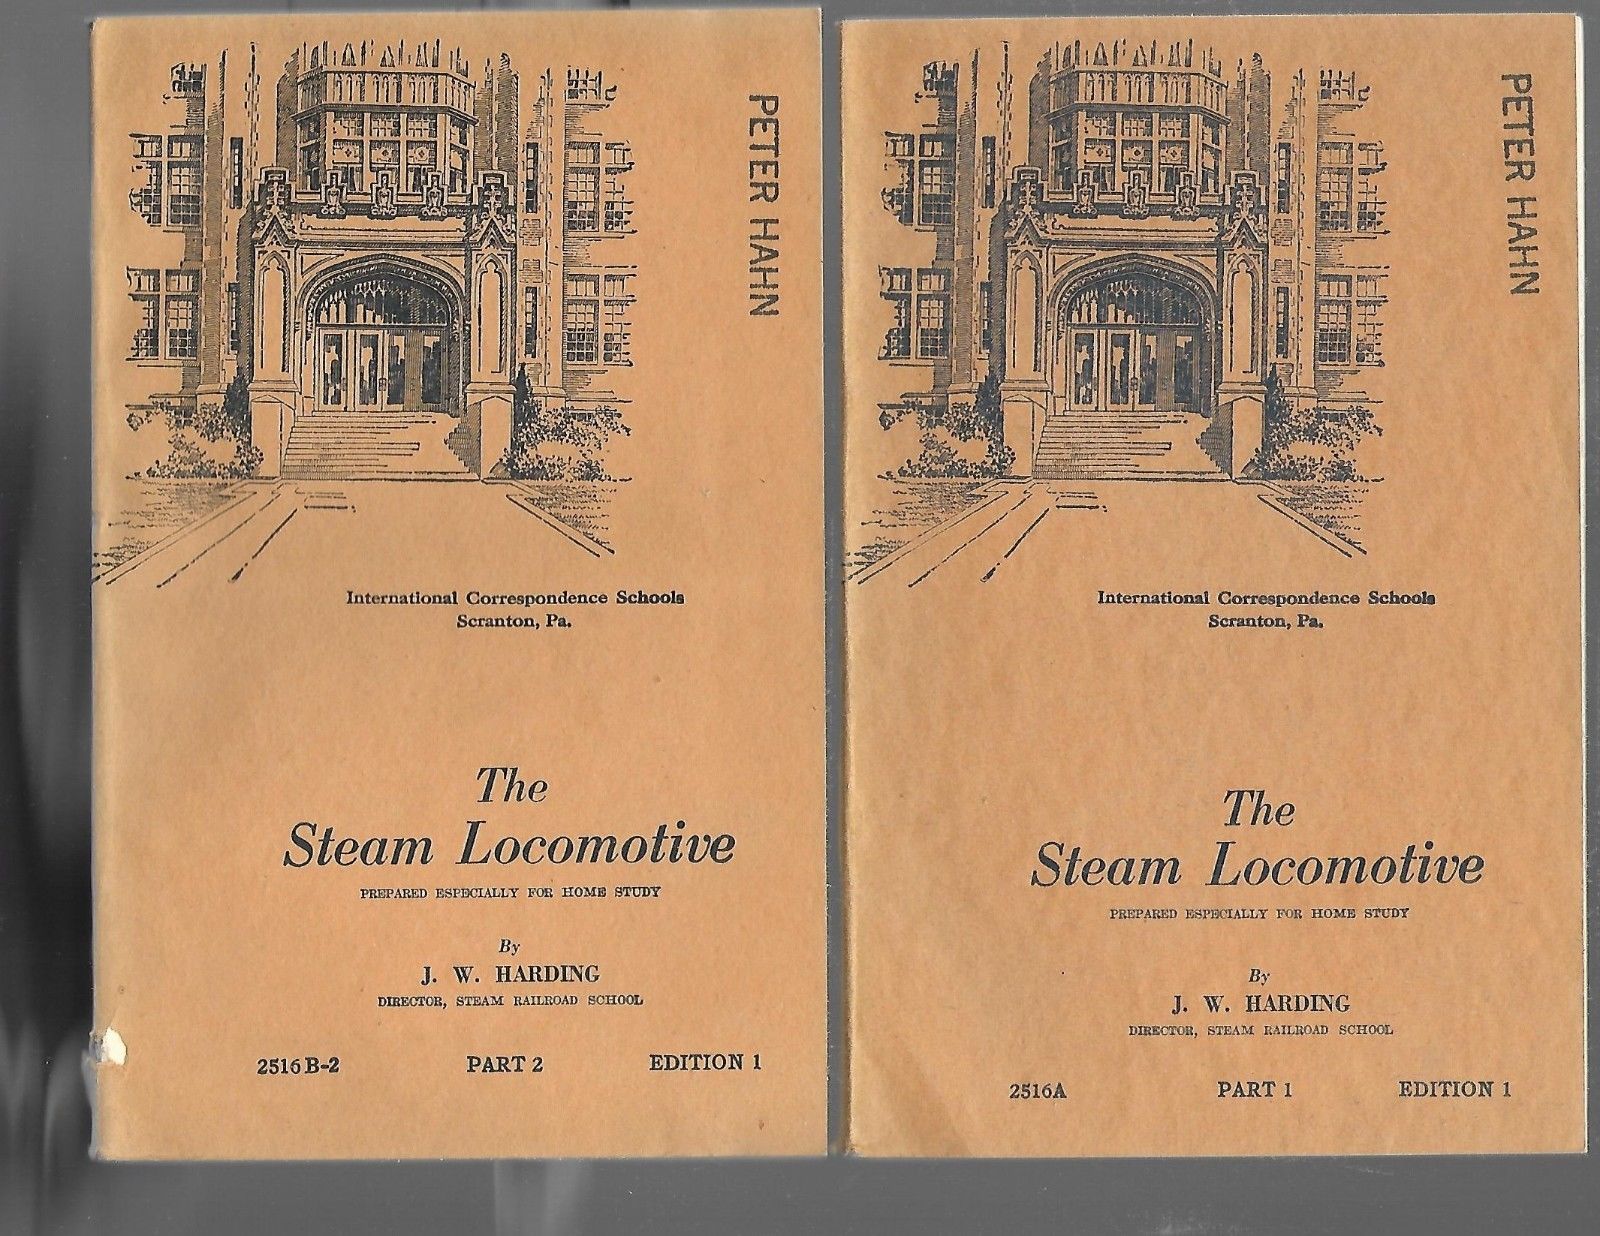 PETER HAHN
International Correspondence Schools
Scranton, Pa.
The
Steam Locomotive
PREPARED ESPECIALLY FOR HOME STUDY
By
J. W. HARDING
DIRECTOR, STEAM RAILROAD SCHOOL
2516 B-2 PART 2 EDITION 1
PETER HAHN
International Correspondence Schools
Scranton, Pa.
The
Steam Locomotive
PREPARED ESPECIALLY FOR HOME STUDY
By
J. W. HARDING
DIRECTOR, STEAM RAILROAD SCHOOL
2516A PART 1 EDITION 1